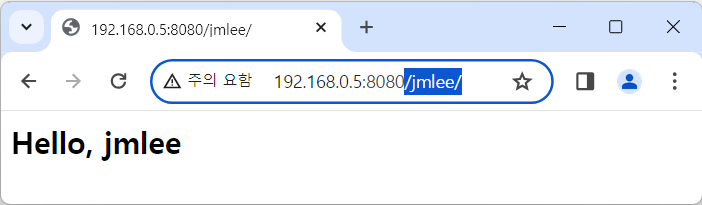 192.168.0.5:8080/jmlee/
주의 요함 192.168.0.5:8080/jmlee/
Hello, jmlee